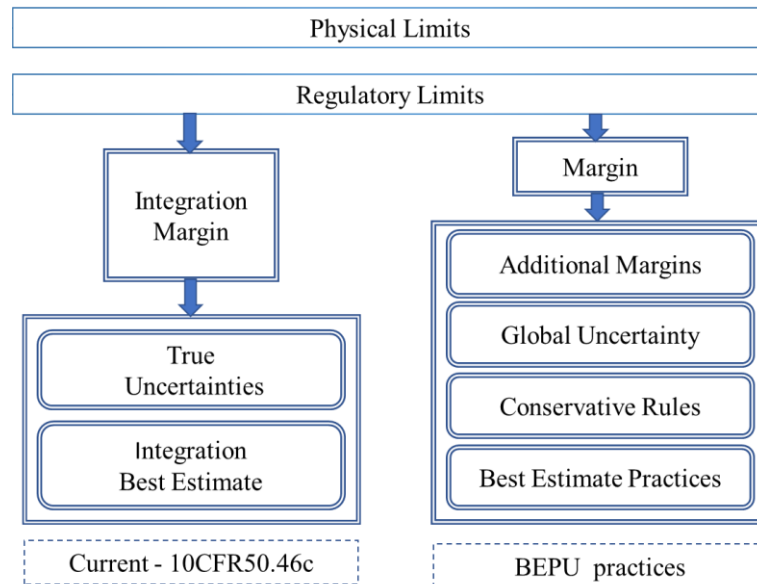 Physical Limits
Regulatory Limits
Integration
Margin
True
Uncertainties
Integration
Best Estimate
Current - 10CFR50.46c
Margin
Additional Margins
Global Uncertainty
Conservative Rules
Best Estimate Practices
BEPU practices